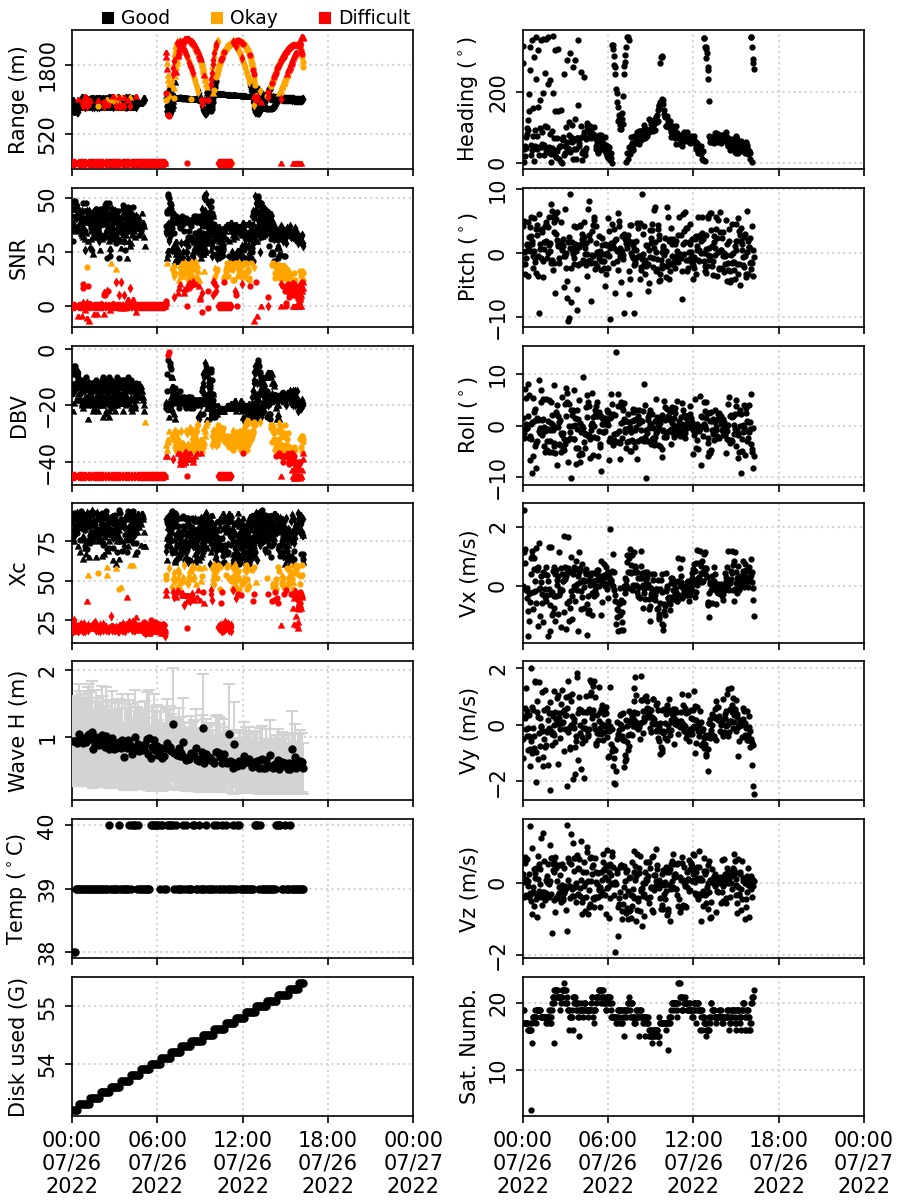 Good Okay Difficult
Range (m)
1800
520
Heading (°)
200
0
SNR
50
25
0
Pitch (°)
10
0
−10
DBV
0
−20
−40
Roll (°)
10
0
−10
Xc
75
50
25
Vx (m/s)
2
0
Wave H (m)
2
1
Vy (m/s)
2
0
−2
Temp (°C)
40
39
38
Vz (m/s)
0
−2
Disk used (G)
55
54
Sat. Numb.
20
10
00:00 06:00 12:00 18:00 00:00
07/26 07/26 07/26 07/26 07/27
2022 2022 2022 2022 2022
00:00 06:00 12:00 18:00 00:00
07/26 07/26 07/26 07/26 07/27
2022 2022 2022 2022 2022